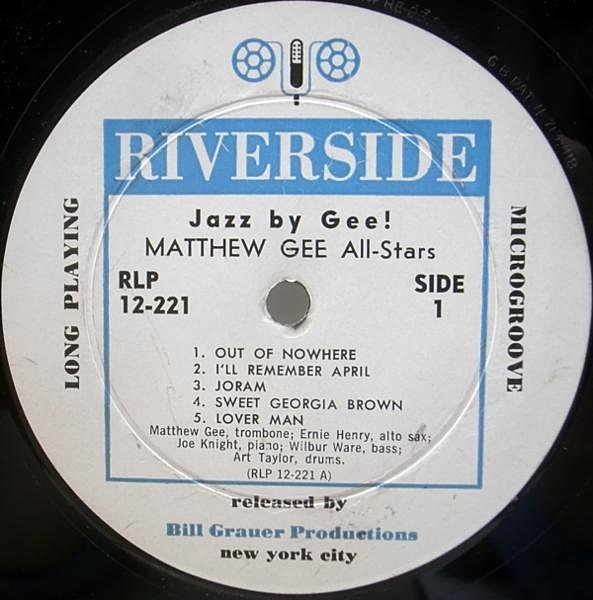 RIVERSIDE
Jazz by Gee!
MATTHEW GEE All-Stars
RLP
12-221
SIDE
1
LONG PLAYING
MICROGROOVE
1. OUT OF NOWHERE
2. I'LL REMEMBER APRIL
3. JORAM
4. SWEET GEORGIA BROWN
5. LOVER MAN
Matthew Gee, trombone; Ernie Henry, alto sax;
Joe Knight, piano; Wilbur Ware, bass;
Art Taylor, drums.
(RLP 12-221 A)
released by
Bill Grauer Productions
new york city